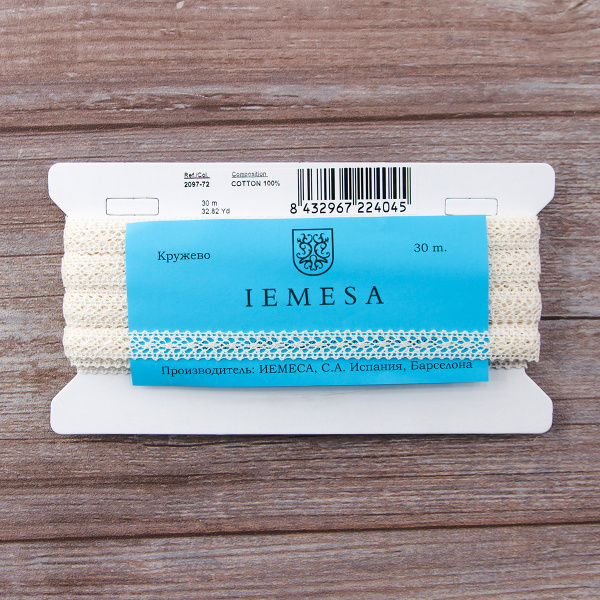 Ref./Col. Composition
2097-72 COTTON 100%
30 m
32.82 Yd
8 432967 224045
Кружево 30 m.
IEMESA
Производитель: ИЕМЕСА, С.А. Испания, Барселона